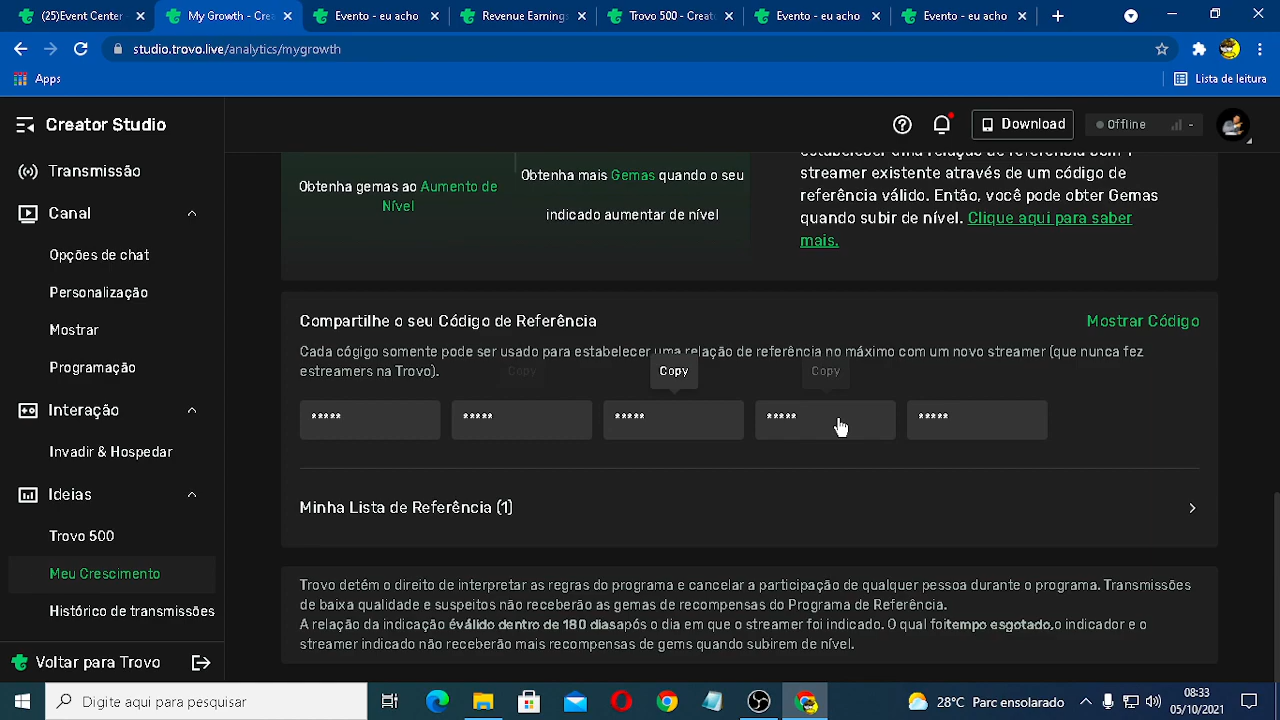 (25) Event Center
My Growth - Cre
Evento - eu acho
Revenue Earnings
Trovo 500 - Creat
Evento - eu acho
Evento - eu acho
studio.trovo.live/analytics/mygrowth
Apps
Lista de leitura
Creator Studio
Download
Offline
-
Transmissão
Canal
Opções de chat
Personalização
Mostrar
Programação
Interação
Invadir & Hospedar
Ideias
Trovo 500
Meu Crescimento
Histórico de transmissões
Voltar para Trovo
Obtenha gemas ao Aumento de
Nível
Obtenha mais Gemas quando o seu
indicado aumentar de nível
streamer existente através de um código de
referência válido. Então, você pode obter Gemas
quando subir de nível. Clique aqui para saber
mais.
Compartilhe o seu Código de Referência
Mostrar Código
Cada cógigo somente pode ser usado para estabelecer uma relação de referência no máximo com um novo streamer (que nunca fez
estreamers na Trovo).
Copy
Copy
Copy
*****
*****
*****
*****
*****
Minha Lista de Referência (1)
Trovo detém o direito de interpretar as regras do programa e cancelar a participação de qualquer pessoa durante o programa. Transmissões
de baixa qualidade e suspeitos não receberão as gemas de recompensas do Programa de Referência.
A relação da indicação éválido dentro de 180 diasapós o dia em que o streamer foi indicado. O qual foitempo esgotado,o indicador e o
streamer indicado não receberão mais recompensas de gems quando subirem de nível.
Digite aqui para pesquisar
28°C Parc ensolarado
08:33
05/10/2021